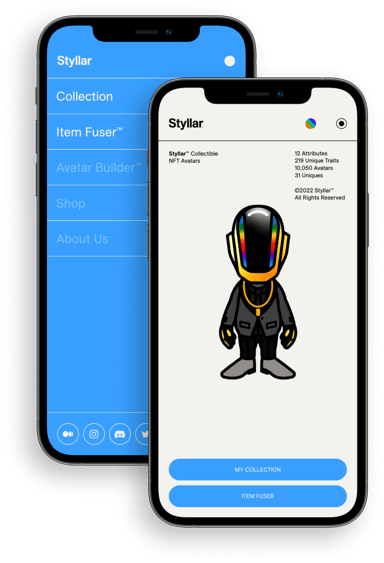 Styllar
Collection
Item Fuser™
Avatar Builder™
Shop
About Us
Styllar
Styllar™ Collectible
NFT Avatars
12 Attributes
219 Unique Traits
10,050 Avatars
31 Uniques
©2022 Styllar™
All Rights Reserved
MY COLLECTION
ITEM FUSER